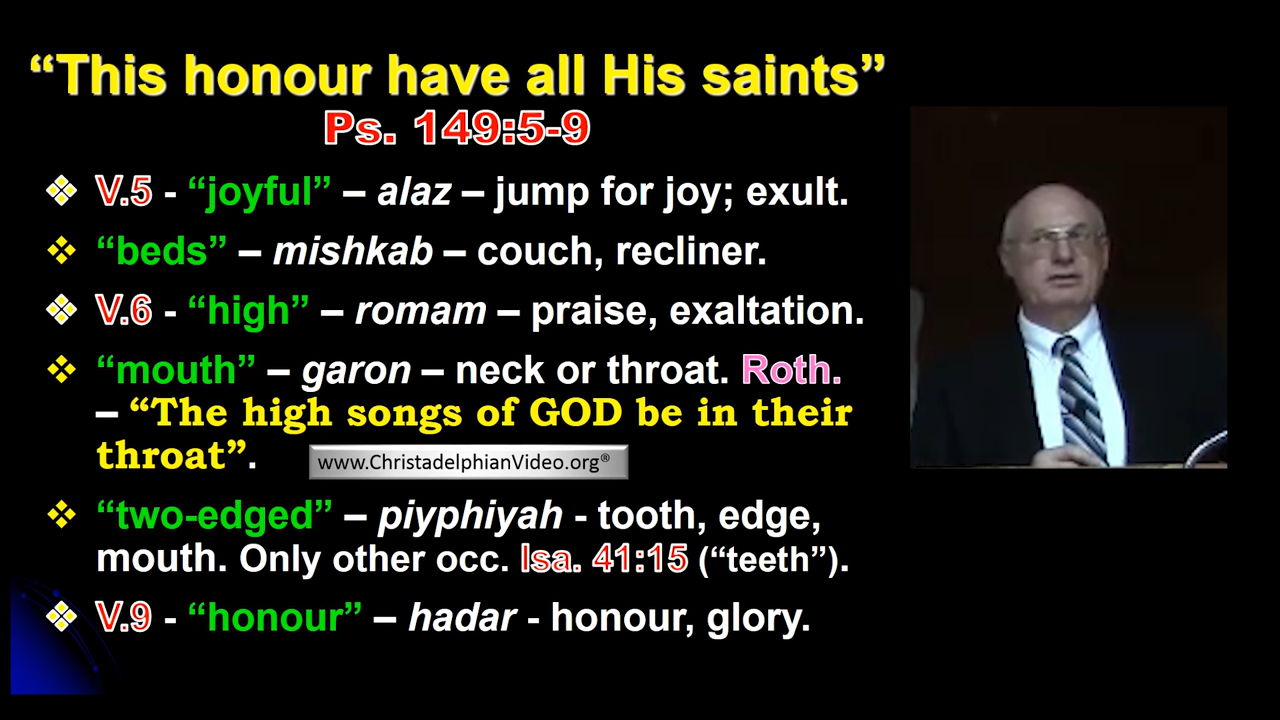 “This honour have all His saints”
Ps. 149:5-9
V.5 - “joyful” – alaz – jump for joy; exult.
“beds” – mishkab – couch, recliner.
V.6 - “high” – romam – praise, exaltation.
“mouth” – garon – neck or throat. Roth.
– “The high songs of GOD be in their
throat”.
www.ChristadelphianVideo.org®
“two-edged” – piyphiyah - tooth, edge,
mouth. Only other occ. Isa. 41:15 (“teeth”).
V.9 - “honour” – hadar - honour, glory.